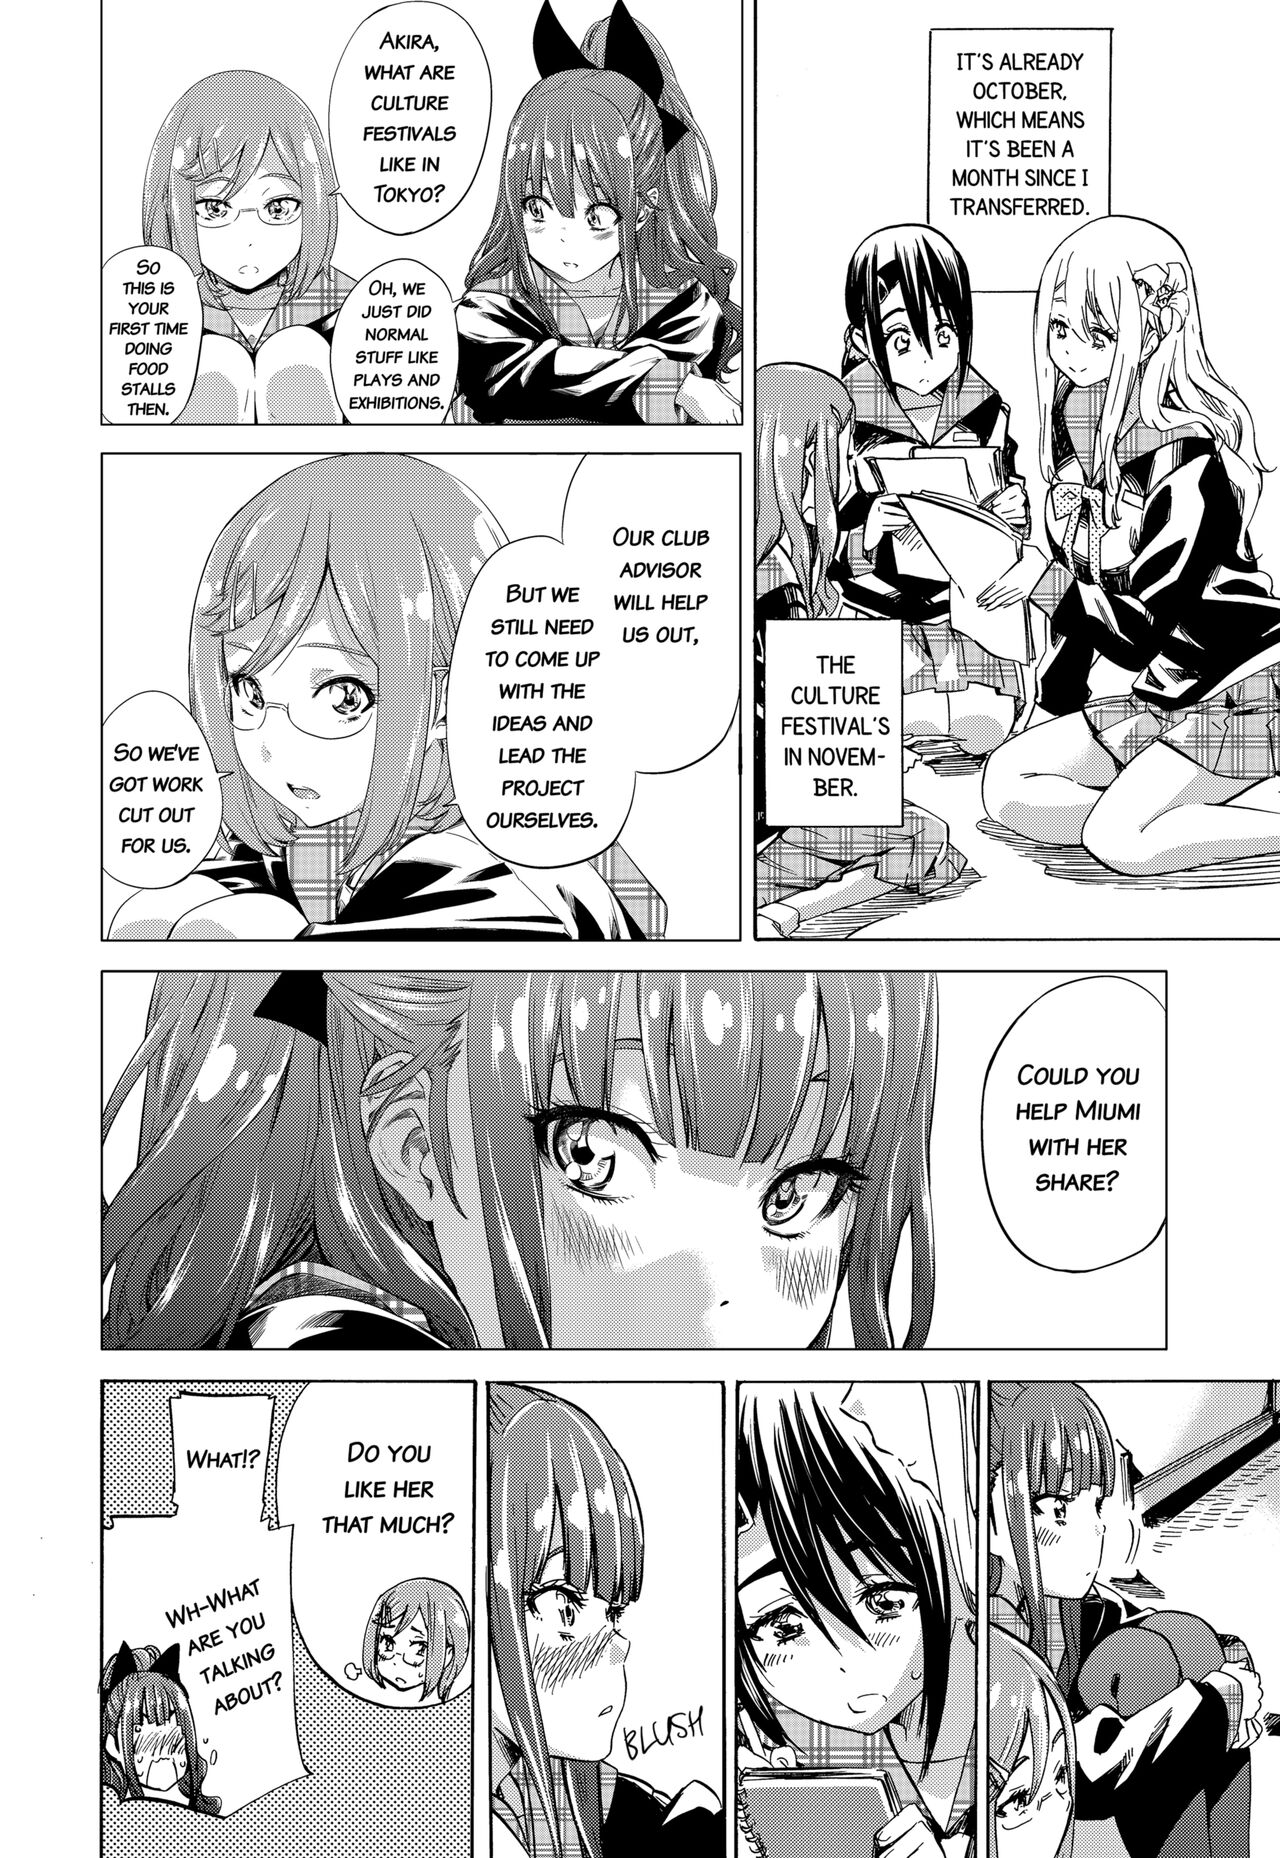 IT'S ALREADY
OCTOBER,
WHICH MEANS
IT'S BEEN A
MONTH SINCE I
TRANSFERRED.
THE
CULTURE
FESTIVAL'S
IN NOVEM-
BER.
AKIRA,
WHAT ARE
CULTURE
FESTIVALS
LIKE IN
TOKYO?
OH, WE
JUST DID
NORMAL
STUFF LIKE
PLAYS AND
EXHIBITIONS.
SO
THIS IS
YOUR
FIRST TIME
DOING
FOOD
STALLS
THEN.
OUR CLUB
ADVISOR
WILL HELP
US OUT,
BUT WE
STILL NEED
TO COME UP
WITH THE
IDEAS AND
LEAD THE
PROJECT
OURSELVES.
SO WE'VE
GOT WORK
CUT OUT
FOR US.
COULD YOU
HELP MIUMI
WITH HER
SHARE?
BLUSH
DO YOU
LIKE HER
THAT MUCH?
WHAT!?
WH-WHAT
ARE YOU
TALKING
ABOUT?